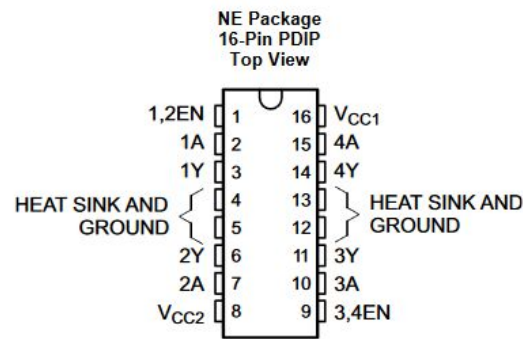 NE Package
16-Pin PDIP
Top View
1,2EN 1 16 VCC1
1A 2 15 4A
1Y 3 14 4Y
HEAT SINK AND GROUND 4 13 HEAT SINK AND GROUND
5 12
2Y 6 11 3Y
2A 7 10 3A
VCC2 8 9 3,4EN